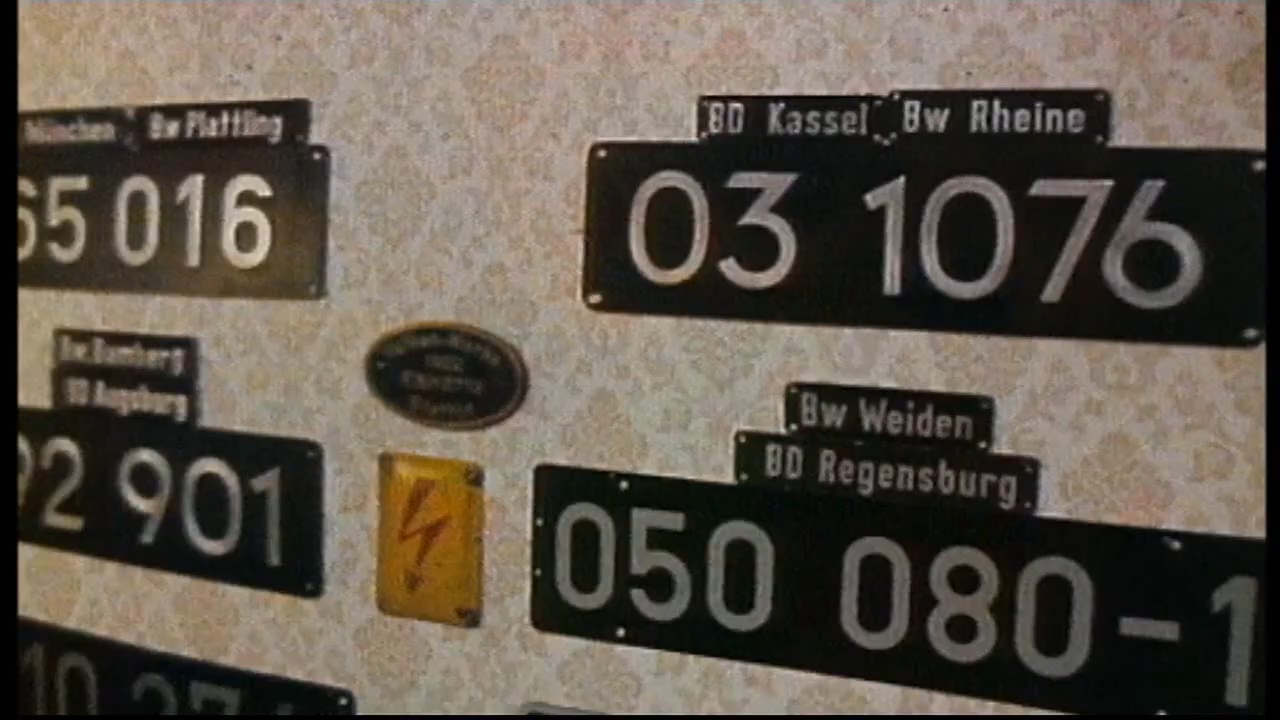 München Bw Plattling
65 016
BD Kassel Bw Rheine
03 1076
Bw Bamberg
BD Augsburg
92 901
Bw Weiden
BD Regensburg
050 080-1
10